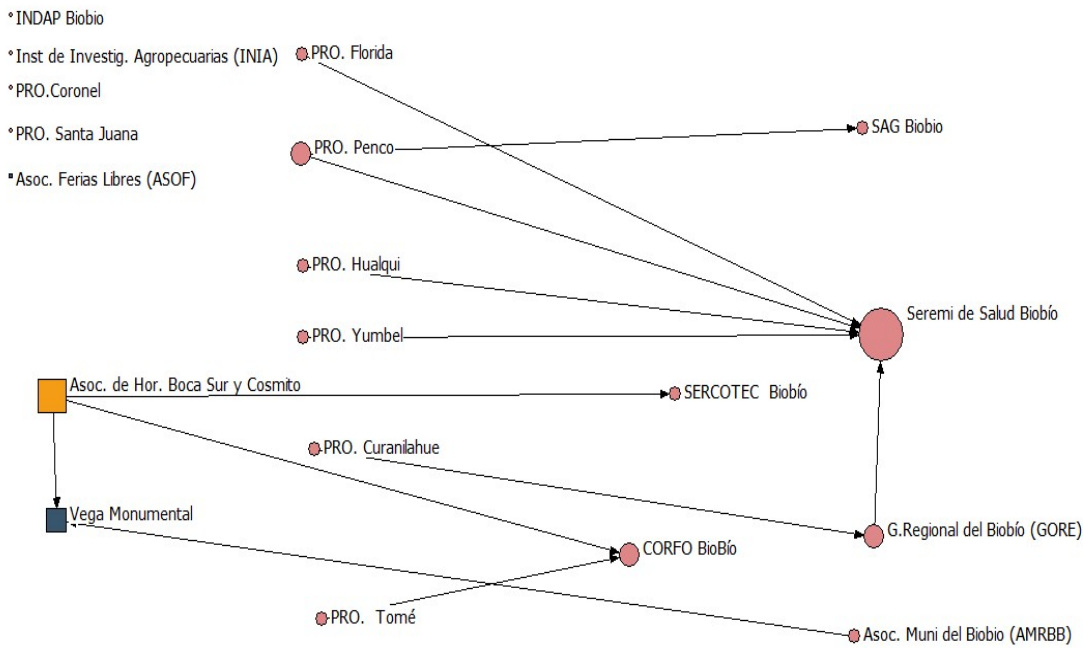 INDAP Biobio
Inst de Investig. Agropecuarias (INIA)
PRO. Florida
PRO.Coronel
PRO. Santa Juana
SAG Biobio
PRO. Penco
Asoc. Ferias Libres (ASOF)
PRO. Hualqui
Seremi de Salud Biobío
PRO. Yumbel
Asoc. de Hor. Boca Sur y Cosmito
SERCOTEC Biobío
PRO. Curanilahue
Vega Monumental
G.Regional del Biobío (GORE)
CORFO BioBío
PRO. Tomé
Asoc. Muni del Biobio (AMRBB)